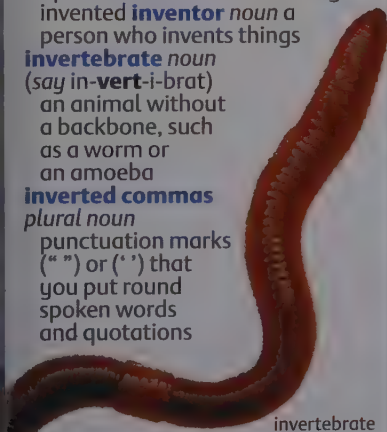 invented inventor noun a
person who invents things
invertebrate noun
(say in-vert-i-brat)
an animal without
a backbone, such
as a worm or
an amoeba
inverted commas
plural noun
punctuation marks
(“ ”) or (‘ ’) that
you put round
spoken words
and quotations
invertebrate